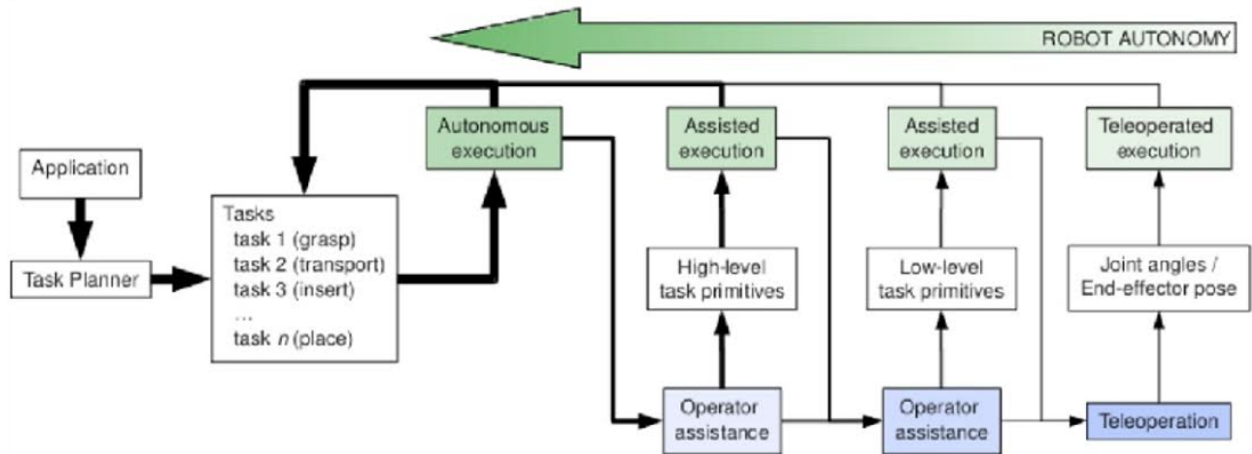 ROBOT AUTONOMY
Autonomous
execution
Assisted
execution
Assisted
execution
Teleoperated
execution
Application
Task Planner
Tasks
task 1 (grasp)
task 2 (transport)
task 3 (insert)
...
task n (place)
High-level
task primitives
Low-level
task primitives
Joint angles /
End-effector pose
Operator
assistance
Operator
assistance
Teleoperation